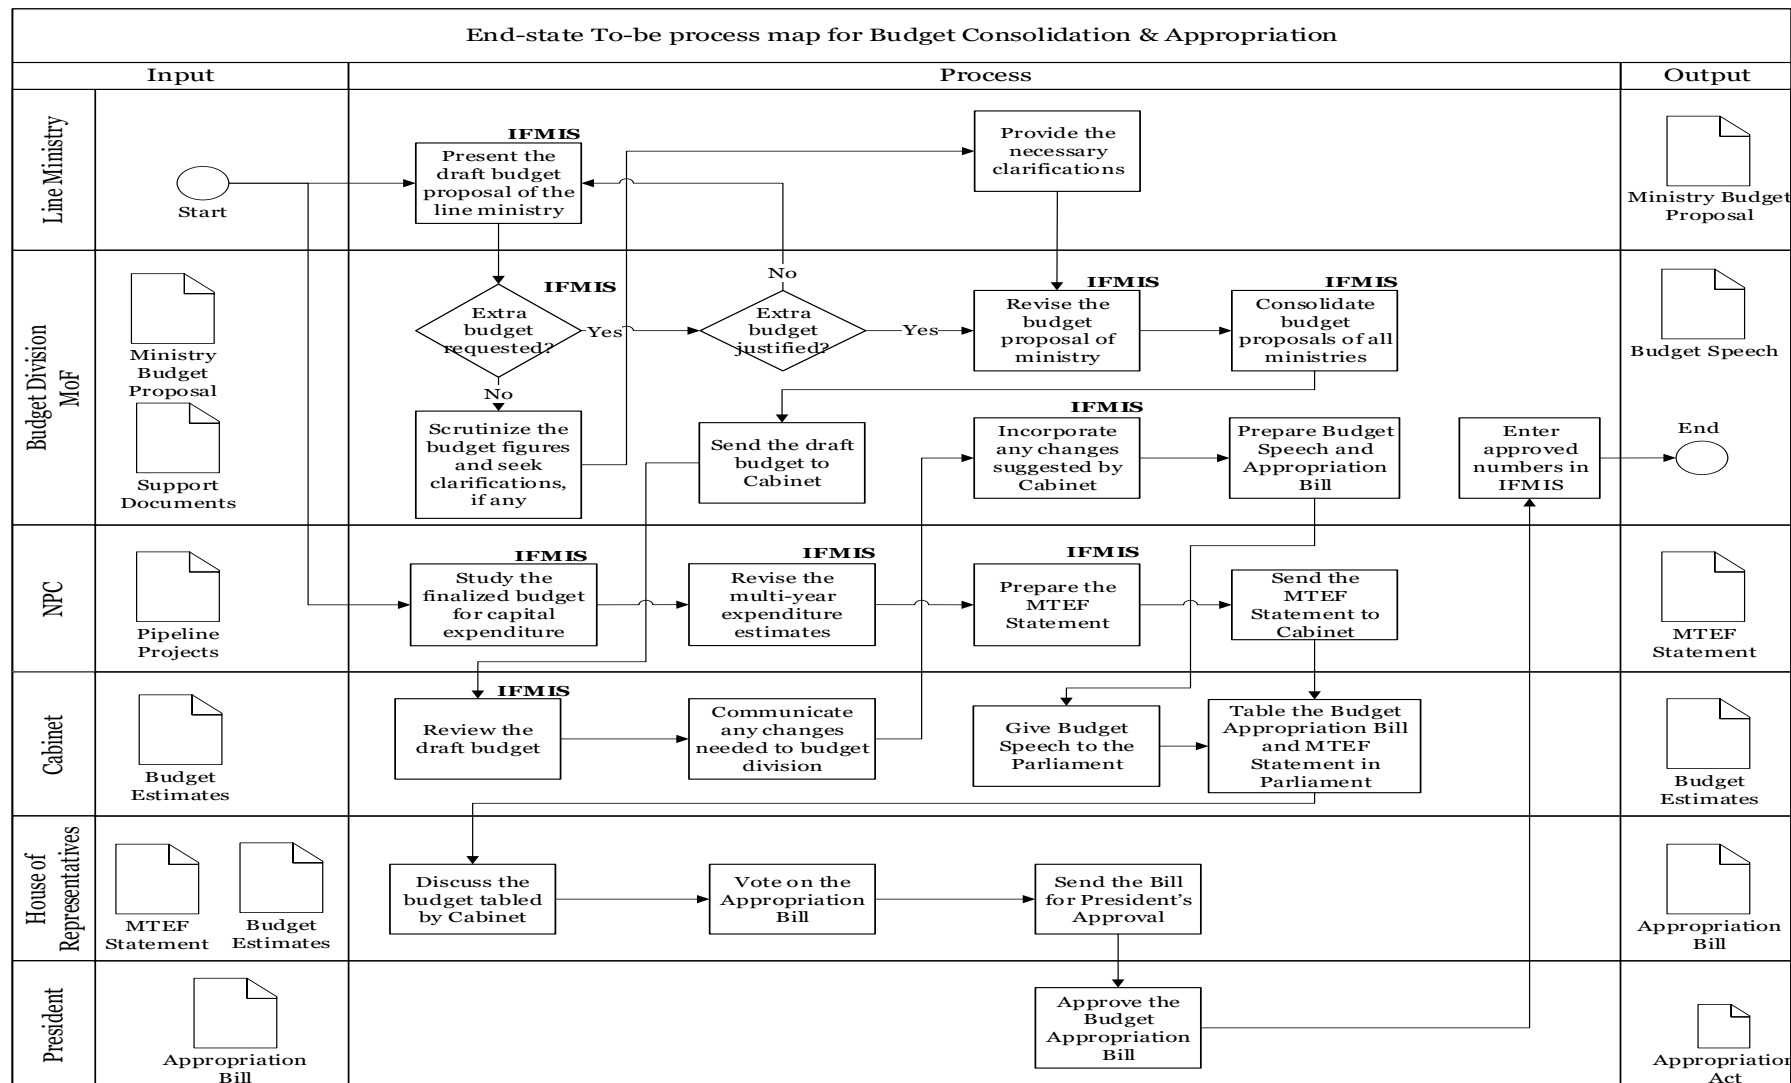 End-state To-be process map for Budget Consolidation & Appropriation
Input
Process
Output
Line Ministry
Start
IFMIS
Present the
draft budget
proposal of the
line ministry
Provide the
necessary
clarifications
Ministry Budget
Proposal
Budget Division
MoF
Ministry
Budget
Proposal
Support
Documents
IFMIS
Extra
budget
requested?
Yes
No
No
Extra
budget
justified?
Yes
IFMIS
Revise the
budget
proposal of
ministry
IFMIS
Consolidate
budget
proposals of all
ministries
Scrutinize the
budget figures
and seek
clarifications,
if any
Send the draft
budget to
Cabinet
IFMIS
Incorporate
any changes
suggested by
Cabinet
Prepare Budget
Speech and
Appropriation
Bill
Enter
approved
numbers in
IFMIS
Budget Speech
End
NPC
Pipeline
Projects
IFMIS
Study the
finalized budget
for capital
expenditure
IFMIS
Revise the
multi-year
expenditure
estimates
IFMIS
Prepare the
MTEF
Statement
Send the
MTEF
Statement to
Cabinet
MTEF
Statement
Cabinet
Budget
Estimates
IFMIS
Review the
draft budget
Communicate
any changes
needed to budget
division
Give Budget
Speech to the
Parliament
Table the Budget
Appropriation Bill
and MTEF
Statement in
Parliament
Budget
Estimates
House of
Representatives
MTEF
Statement
Budget
Estimates
Discuss the
budget tabled
by Cabinet
Vote on the
Appropriation
Bill
Send the Bill
for President's
Approval
Appropriation
Bill
President
Appropriation
Bill
Approve the
Budget
Appropriation
Bill
Appropriation
Act